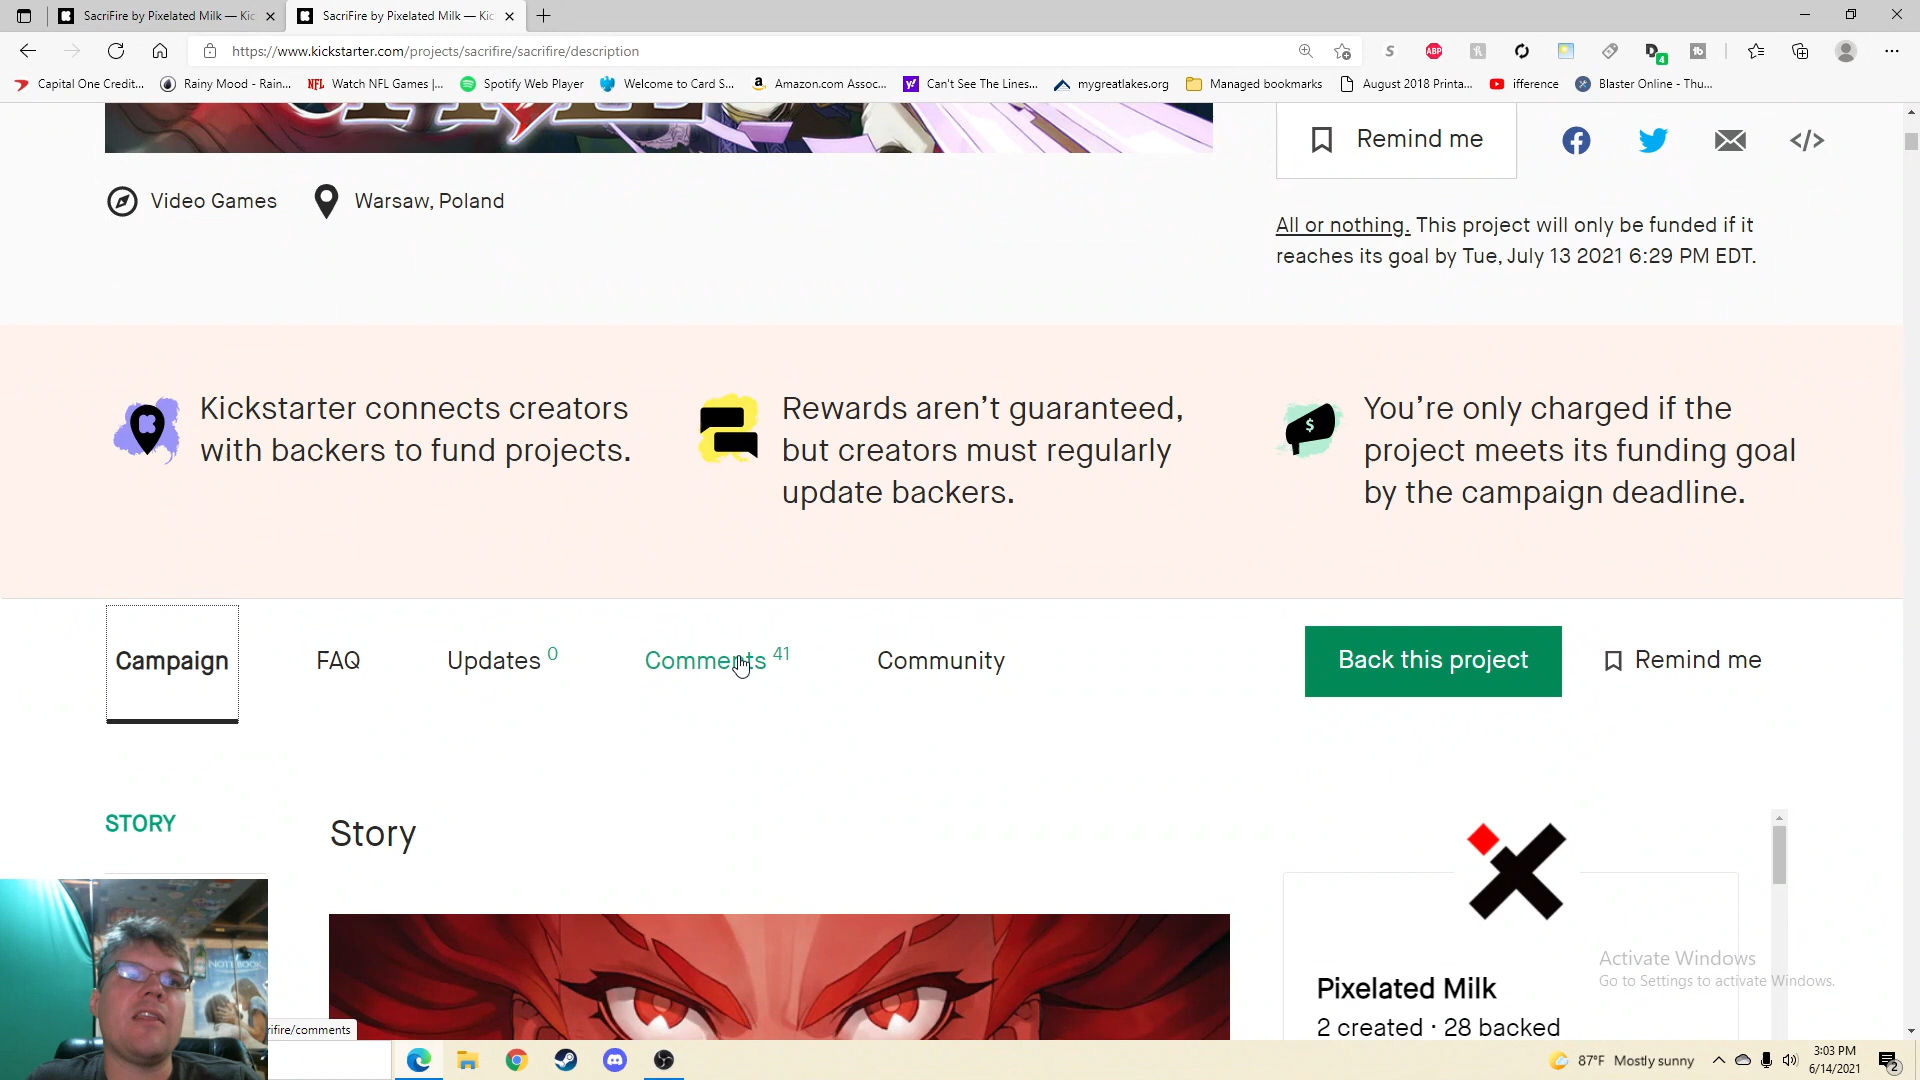 SacriFire by Pixelated Milk — Kic
SacriFire by Pixelated Milk — Kic
https://www.kickstarter.com/projects/sacrifire/sacrifire/description
S
ABP
4
Capital One Credit...
Rainy Mood - Rain...
NFL
Watch NFL Games |...
Spotify Web Player
Welcome to Card S...
a
Amazon.com Assoc...
y!
Can't See The Lines...
mygreatlakes.org
Managed bookmarks
August 2018 Printa...
ifference
Blaster Online - Thu...
Remind me
</>
Video Games
Warsaw, Poland
All or nothing. This project will only be funded if it
reaches its goal by Tue, July 13 2021 6:29 PM EDT.
Kickstarter connects creators
with backers to fund projects.
Rewards aren't guaranteed,
but creators must regularly
update backers.
$
You're only charged if the
project meets its funding goal
by the campaign deadline.
Campaign
FAQ
Updates 0
Comments 41
Community
Back this project
Remind me
STORY
Story
Pixelated Milk
2 created · 28 backed
Activate Windows
Go to Settings to activate Windows.
NOTEBOOK
rifire/comments
87°F Mostly sunny
3:03 PM
6/14/2021
2